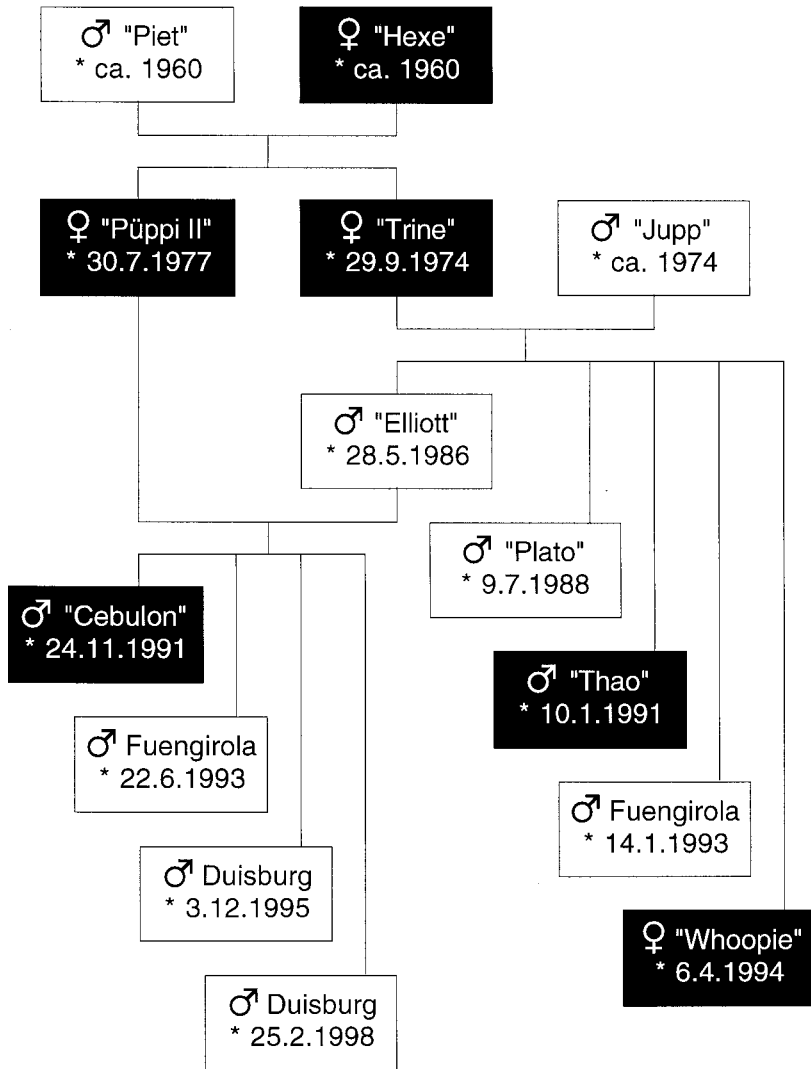 ♂ "Piet"
* ca. 1960
♀ "Hexe"
* ca. 1960
♀ "Püppi II"
* 30.7.1977
♀ "Trine"
* 29.9.1974
♂ "Jupp"
* ca. 1974
♂ "Elliott"
* 28.5.1986
♂ "Plato"
* 9.7.1988
♂ "Cebulon"
* 24.11.1991
♂ "Thao"
* 10.1.1991
♂ Fuengirola
* 22.6.1993
♂ Fuengirola
* 14.1.1993
♂ Duisburg
* 3.12.1995
♀ "Whoopie"
* 6.4.1994
♂ Duisburg
* 25.2.1998